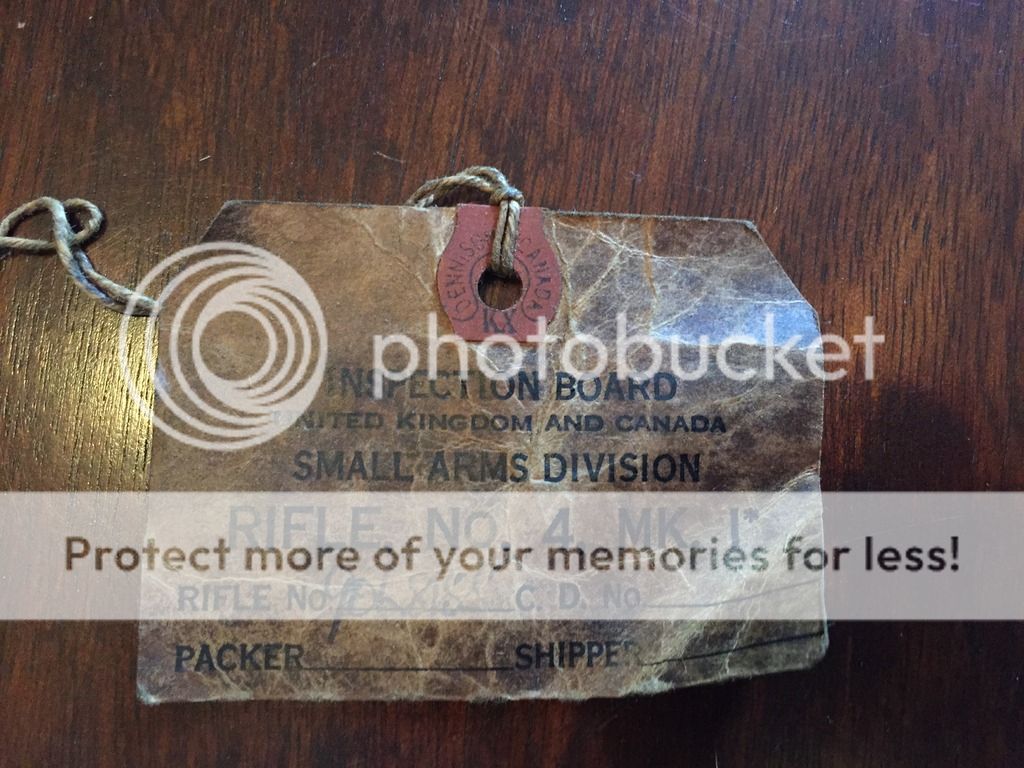 DENNISON CANADA
KX
photobucket
INSPECTION BOARD
UNITED KINGDOM AND CANADA
SMALL ARMS DIVISION
RIFLE, NO. 4, MK. I*
Protect more of your memories for less!
RIFLE NO. C. D. NO.
PACKER SHIPPER